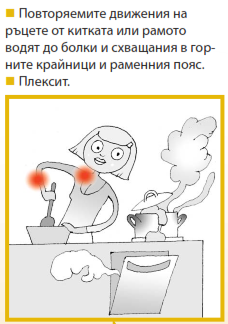 ■ Повторяемите движения на
ръцете от китката или рамото
водят до болки и схващания в гор-
ните крайници и раменния пояс.
■ Плексит.